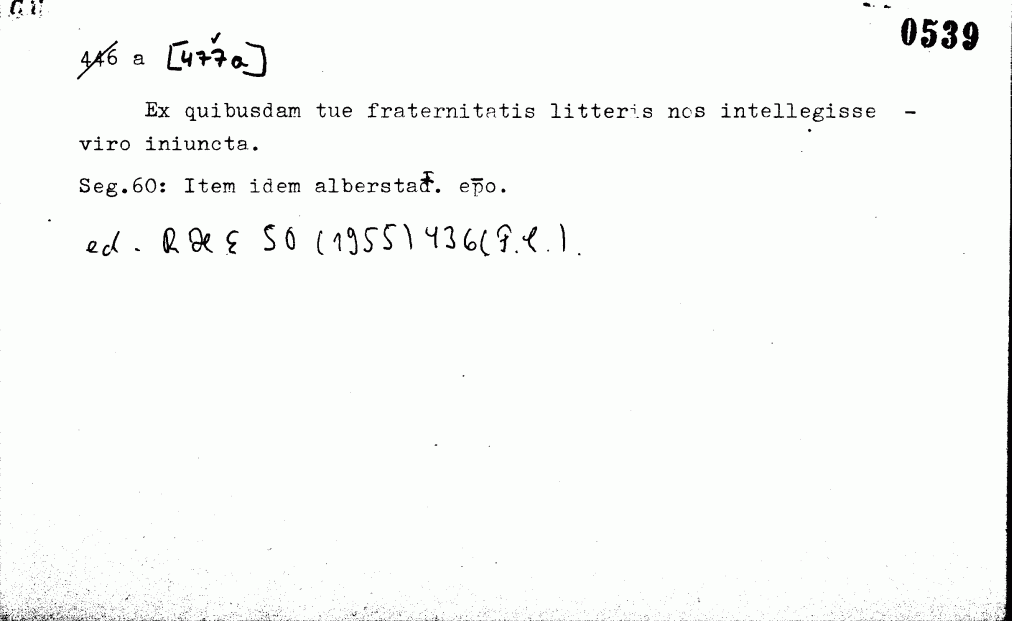 0539
446 a [477a]
Ex quibusdam tue fraternitatis litteris nos intellegisse –
viro iniuncta.
Seg.60: Item idem alberstad. epo.
ed. RHE 50 (1955) 436 (F.C.).